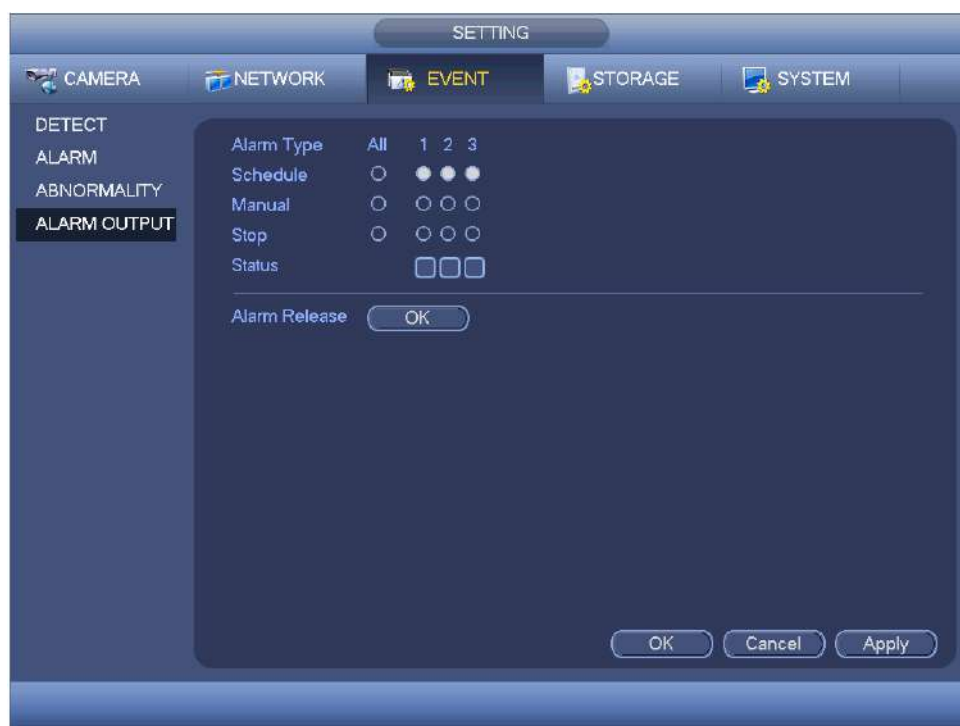 SETTING
CAMERA NETWORK EVENT STORAGE SYSTEM
DETECT
ALARM
ABNORMALITY
ALARM OUTPUT
Alarm Type All 1 2 3
Schedule
Manual
Stop
Status
Alarm Release OK
OK Cancel Apply